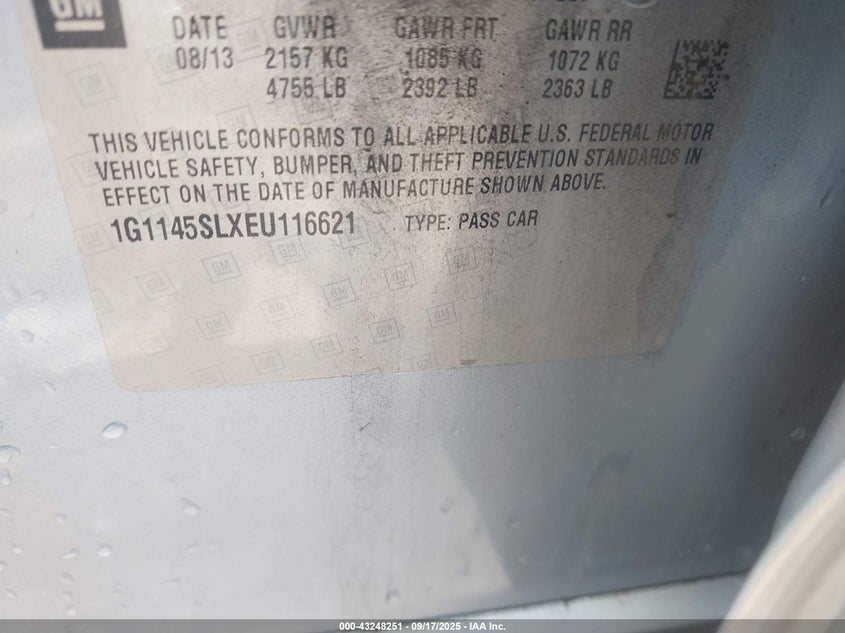 GM
DATE GVWR GAWR FRT GAWR RR
08/13 2157 KG 1085 KG 1072 KG
4755 LB 2392 LB 2363 LB
THIS VEHICLE CONFORMS TO ALL APPLICABLE U.S. FEDERAL MOTOR
VEHICLE SAFETY, BUMPER, AND THEFT PREVENTION STANDARDS IN
EFFECT ON THE DATE OF MANUFACTURE SHOWN ABOVE.
1G1145SLXEU116621 TYPE: PASS CAR
000-43248251 - 09/17/2025 - IAA Inc.